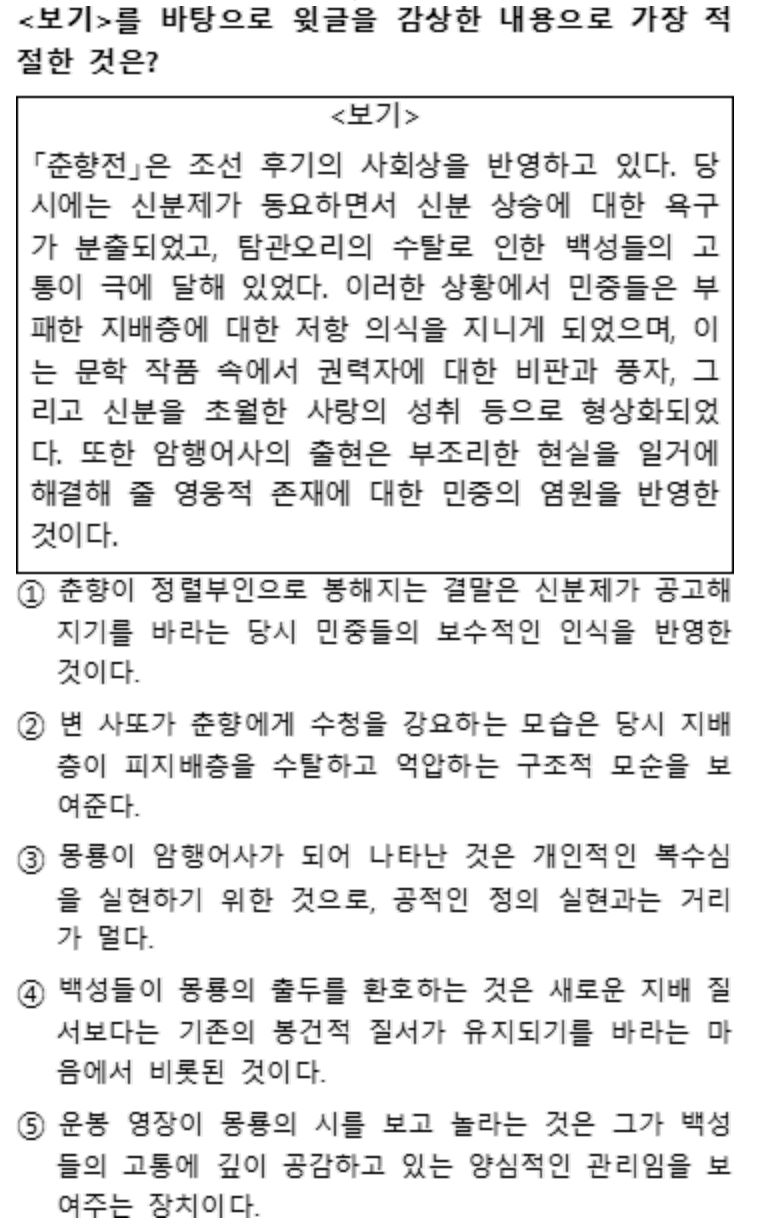 <보기>를 바탕으로 윗글을 감상한 내용으로 가장 적
절한 것은?
<보기>
「춘향전」은 조선 후기의 사회상을 반영하고 있다. 당
시에는 신분제가 동요하면서 신분 상승에 대한 욕구
가 분출되었고, 탐관오리의 수탈로 인한 백성들의 고
통이 극에 달해 있었다. 이러한 상황에서 민중들은 부
패한 지배층에 대한 저항 의식을 지니게 되었으며, 이
는 문학 작품 속에서 권력자에 대한 비판과 풍자, 그
리고 신분을 초월한 사랑의 성취 등으로 형상화되었
다. 또한 암행어사의 출현은 부조리한 현실을 일거에
해결해 줄 영웅적 존재에 대한 민중의 염원을 반영한
것이다.
① 춘향이 정렬부인으로 봉해지는 결말은 신분제가 공고해
지기를 바라는 당시 민중들의 보수적인 인식을 반영한
것이다.
② 변 사또가 춘향에게 수청을 강요하는 모습은 당시 지배
층이 피지배층을 수탈하고 억압하는 구조적 모순을 보
여준다.
③ 몽룡이 암행어사가 되어 나타난 것은 개인적인 복수심
을 실현하기 위한 것으로, 공적인 정의 실현과는 거리
가 멀다.
④ 백성들이 몽룡의 출두를 환호하는 것은 새로운 지배 질
서보다는 기존의 봉건적 질서가 유지되기를 바라는 마
음에서 비롯된 것이다.
⑤ 운봉 영장이 몽룡의 시를 보고 놀라는 것은 그가 백성
들의 고통에 깊이 공감하고 있는 양심적인 관리임을 보
여주는 장치이다.